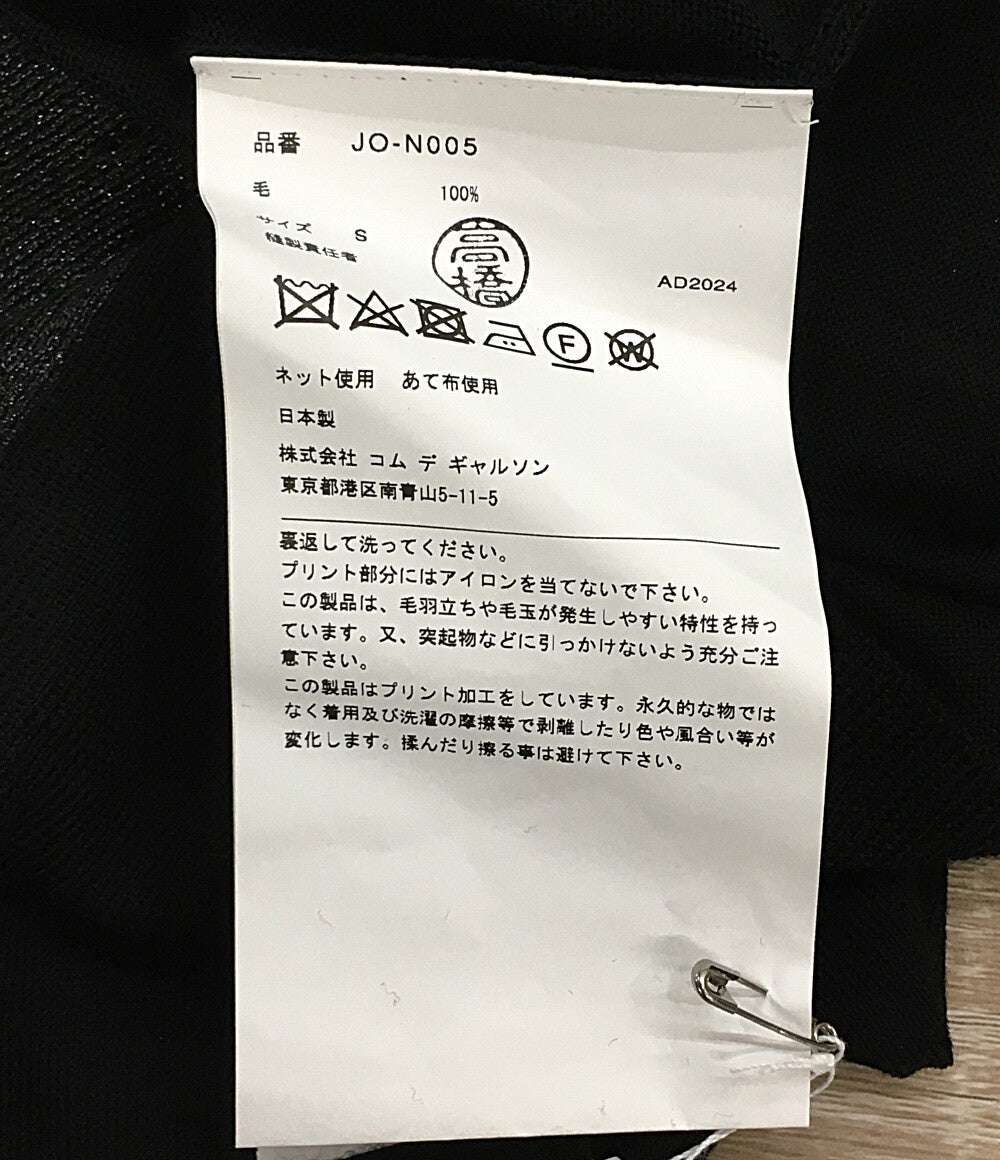 品番 JO-N005
毛 100%
サイズ S
縫製責任者 高橋
AD2024
F W
ネット使用 あて布使用
日本製
株式会社 コム デ ギャルソン
東京都港区南青山5-11-5
裏返して洗ってください。
プリント部分にはアイロンを当てないで下さい。
この製品は、毛羽立ちや毛玉が発生しやすい特性を持っ
ています。又、突起物などに引っかけないよう充分ご注
意下さい。
この製品はプリント加工をしています。永久的な物では
なく着用及び洗濯の摩擦等で剥離したり色や風合い等が
変化します。揉んだり擦る事は避けて下さい。